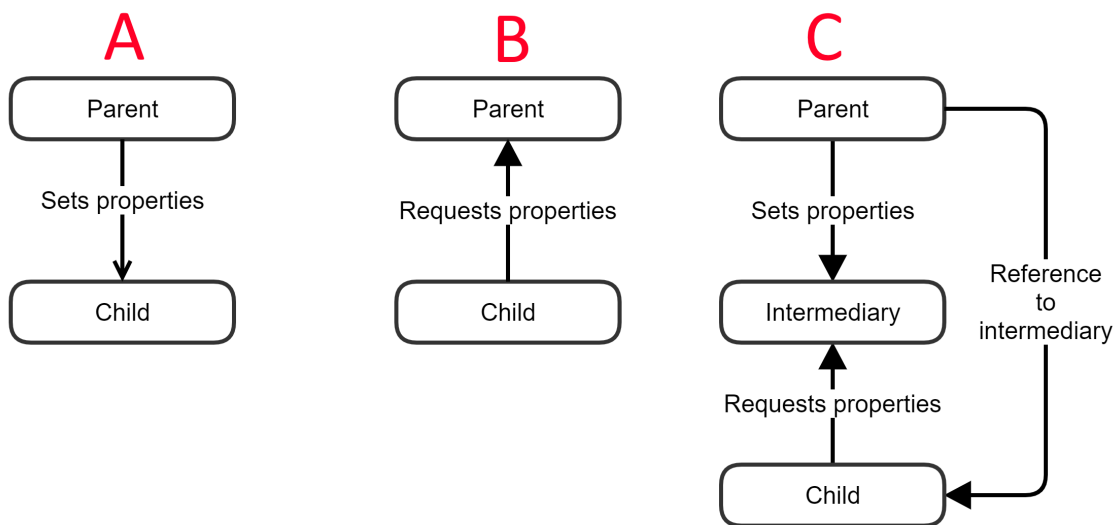 A
Parent
Sets properties
Child
B
Parent
Requests properties
Child
C
Parent
Sets properties
Intermediary
Requests properties
Child
Reference
to
intermediary